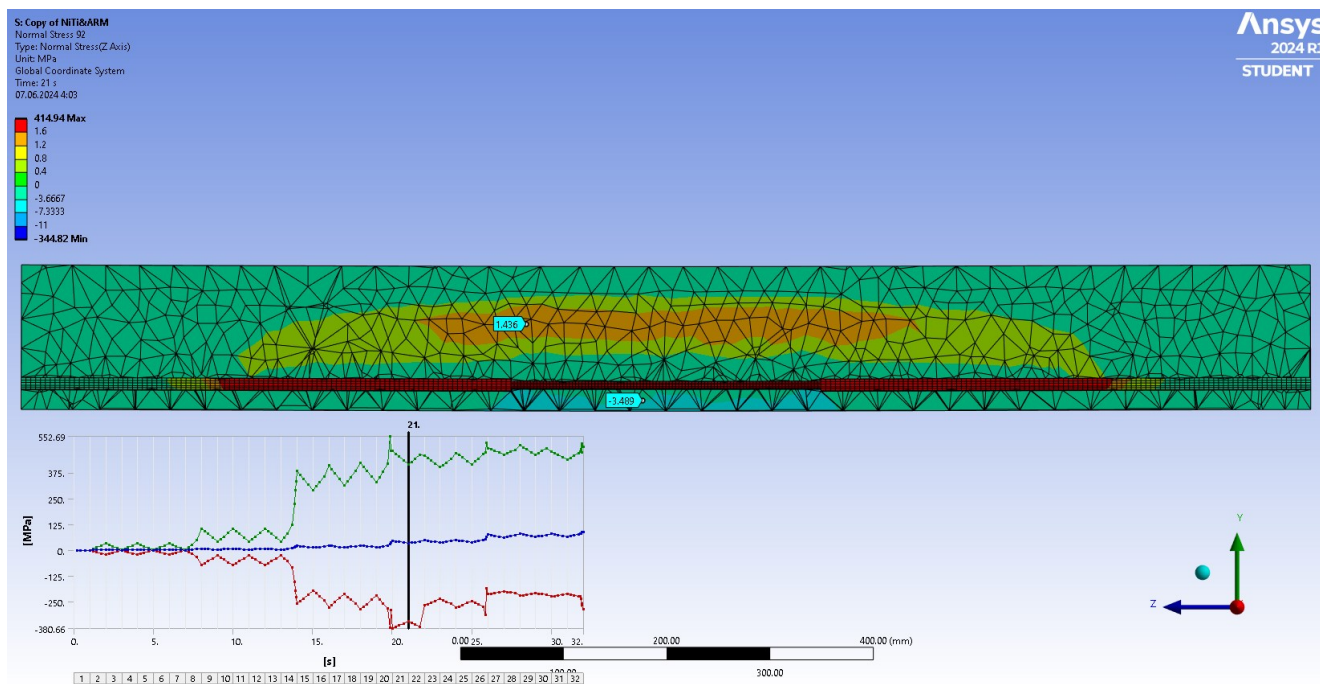 S: Copy of NiTi&ARM
Normal Stress 92
Type: Normal Stress(Z Axis)
Unit: MPa
Global Coordinate System
Time: 21 s
07.06.2024 4:03
414.94 Max
1.6
1.2
0.8
0.4
0
-3.6667
-7.3333
-11
-344.82 Min
Ansys
2024 R
STUDENT
1.436
-3.489
21.
552.69
375.
250.
125.
0.
-125.
-250.
-380.66
[MPa]
0. 5. 10. 15. 20. 25. 30. 32.
[s]
1 2 3 4 5 6 7 8 9 10 11 12 13 14 15 16 17 18 19 20 21 22 23 24 25 26 27 28 29 30 31 32
0.00 200.00 400.00 (mm)
100.00 300.00
Y
Z